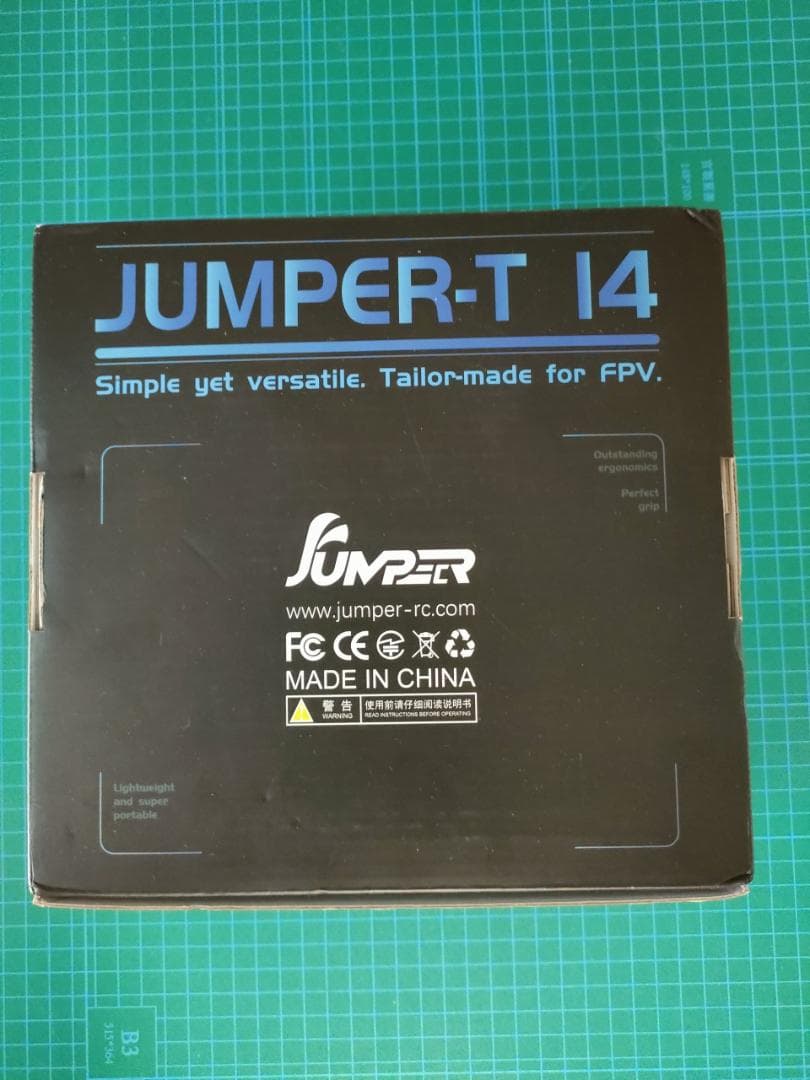 JUMPER-T 14
Simple yet versatile. Tailor-made for FPV.
Outstanding
ergonomics
Perfect
grip
JUMPER
www.jumper-rc.com
FC CE
MADE IN CHINA
警告
WARNING
使用前请仔细阅读说明书
READ INSTRUCTIONS BEFORE OPERATING
Lightweight
and super
portable
B3